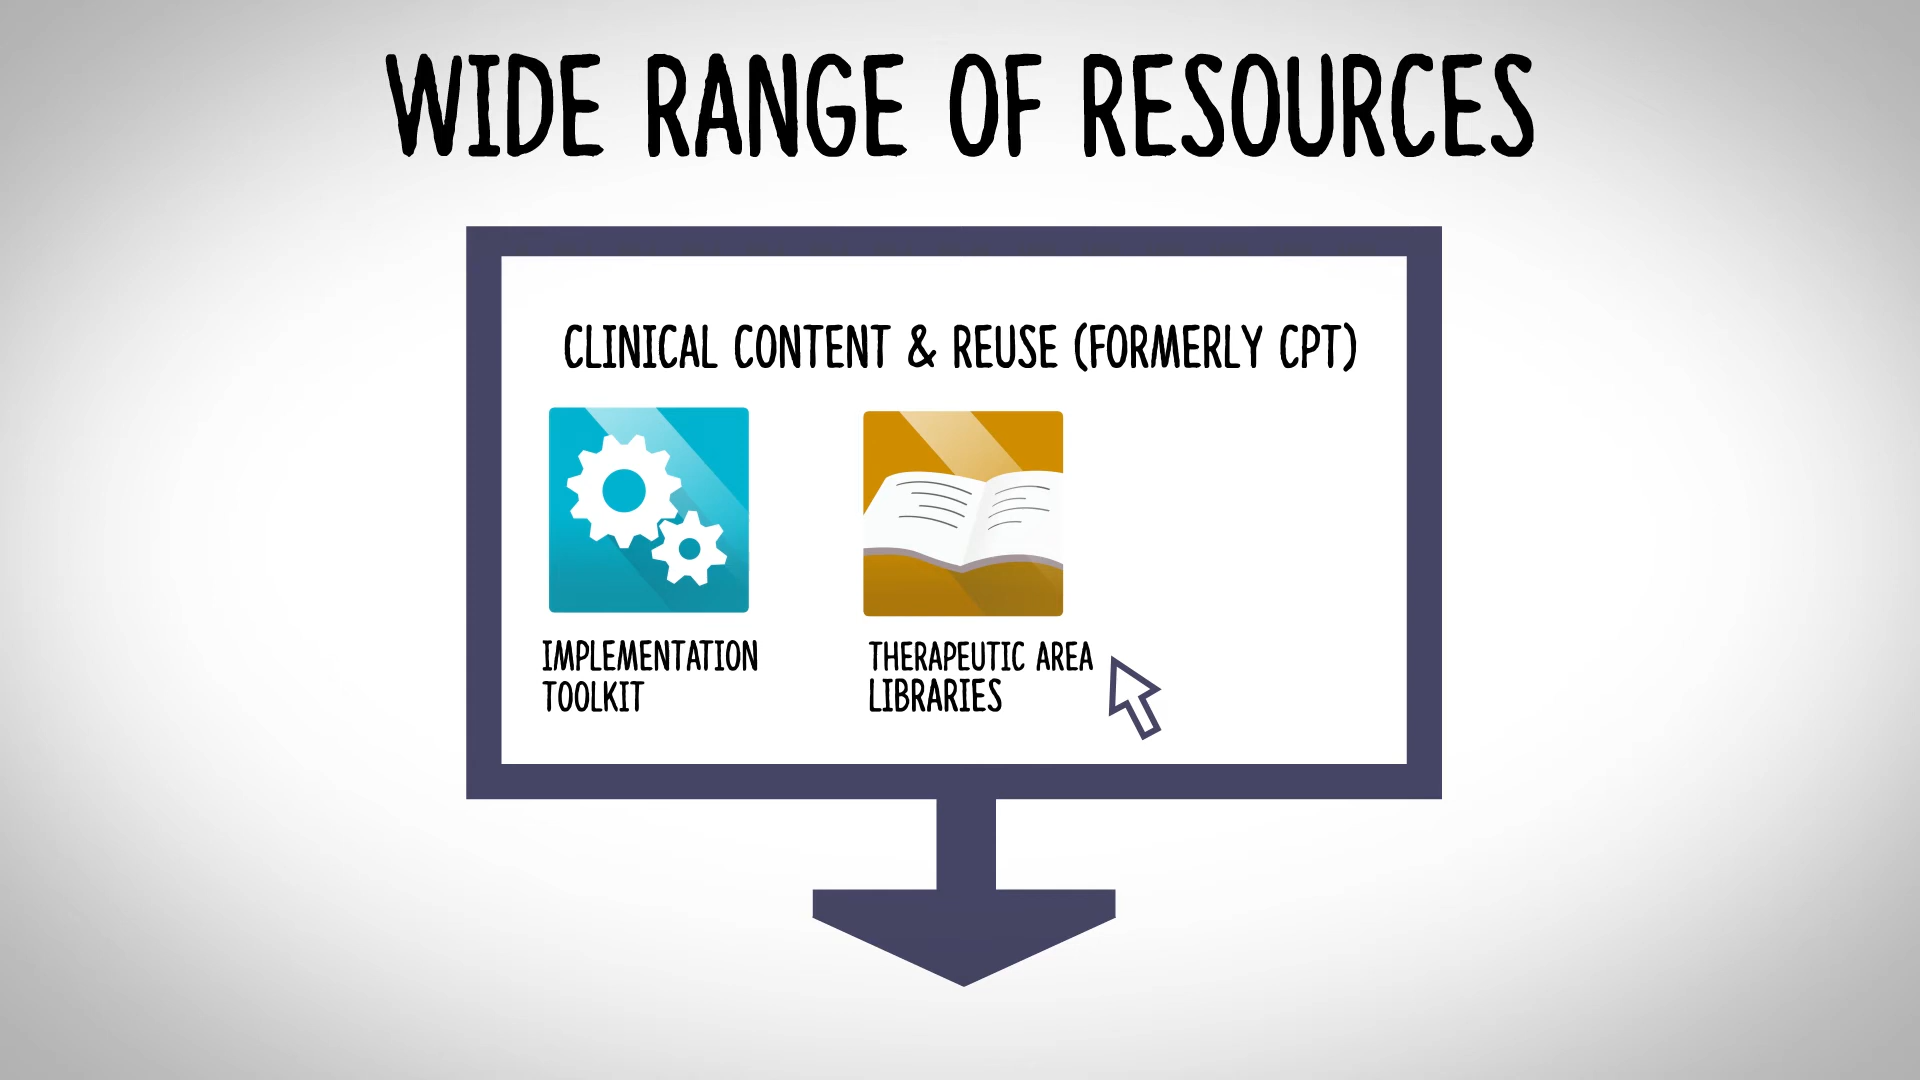 WIDE RANGE OF RESOURCES
CLINICAL CONTENT & REUSE (FORMERLY CPT)
IMPLEMENTATION
TOOLKIT
THERAPEUTIC AREA
LIBRARIES